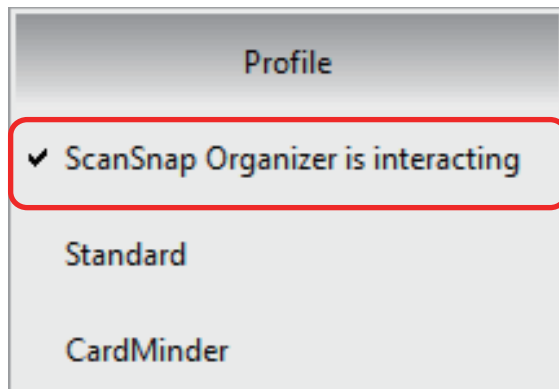 Profile
ScanSnap Organizer is interacting
Standard
CardMinder